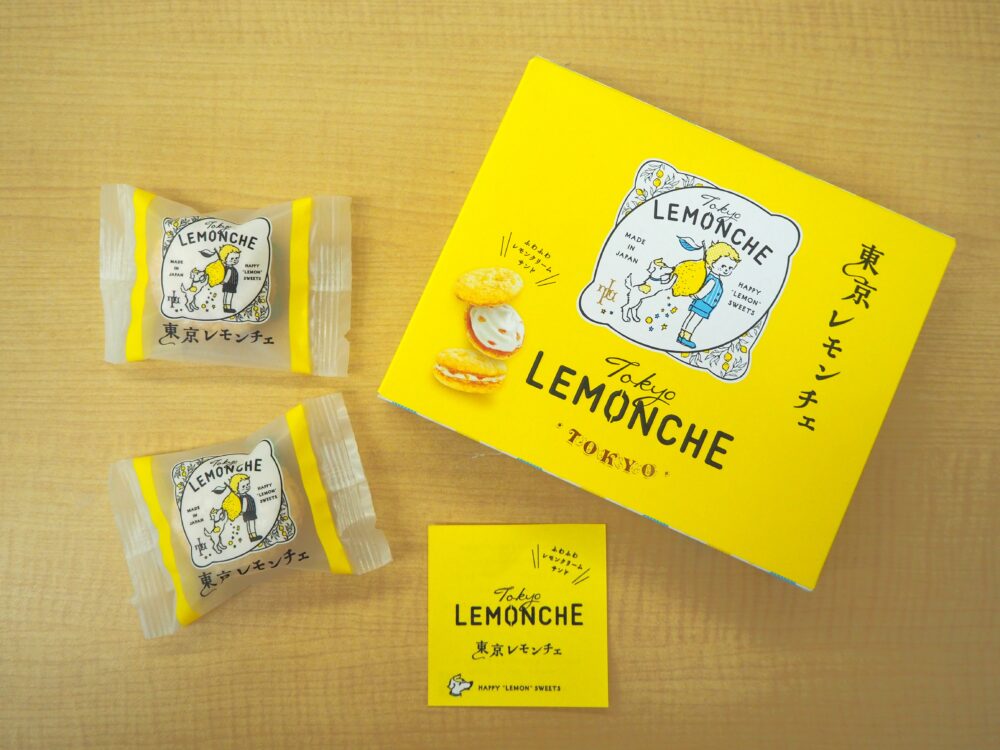 Tokyo
LEMONCHE
MADE
IN
JAPAN
HAPPY
"LEMON"
SWEETS
東京レモンチェ
Tokyo
LEMONCHE
MADE
IN
JAPAN
HAPPY
"LEMON"
SWEETS
東京レモンチェ
Tokyo
LEMONCHE
MADE
IN
JAPAN
HAPPY
"LEMON"
SWEETS
東京レモンチェ
ふわふわ
レモンクリーム
サンド
Tokyo
LEMONCHE
TOKYO
ふわふわ
レモンクリーム
サンド
Tokyo
LEMONCHE
東京レモンチェ
HAPPY "LEMON" SWEETS